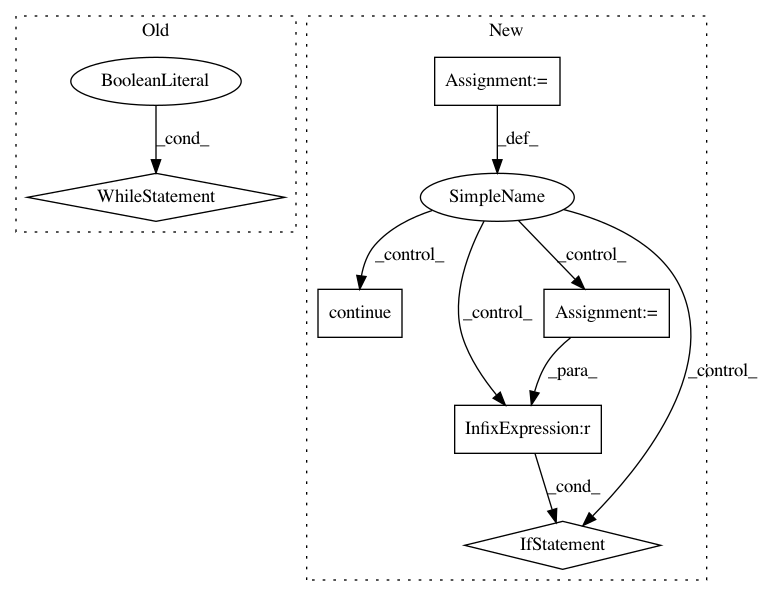 Old
New
BooleanLiteral
Assignment:=
_cond_
_def_
WhileStatement
SimpleName
_control_
_control_
continue
_control_
Assignment:=
_para_
_control_
InfixExpression:r
_cond_
IfStatement